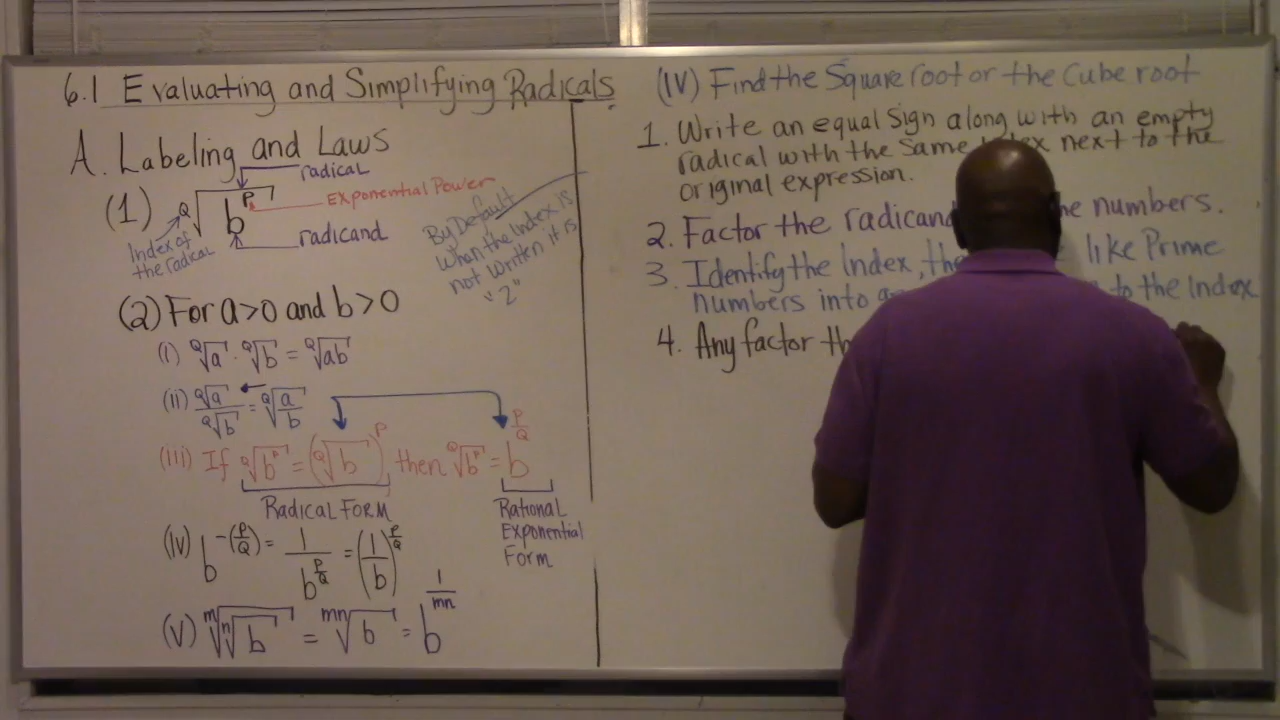 6.1 Evaluating and Simplifying Radicals
A. Labeling and Laws
(1) Q√b^P
radical
Exponential Power
radicand
Index of
the radical
By Default
when the Index is
not written it is
"2"
(2) For a>0 and b>0
(i) Q√a · Q√b = Q√ab
(ii) Q√a / Q√b = Q√(a/b)
(iii) If Q√b^P = (Q√b)^P, then Q√b^P = b^(P/Q)
Radical Form
Rational
Exponential
Form
(iv) b^-(P/Q) = 1/b^(P/Q) = (1/b)^(P/Q)
(v) m√n√b = mn√b = b^(1/mn)
(IV) Find the Square root or the Cube root
1. Write an equal sign along with an empty
radical with the same next to the
original expression.
2. Factor the radicand numbers.
3. Identify the Index, like Prime
numbers into to the Index
4. Any factor